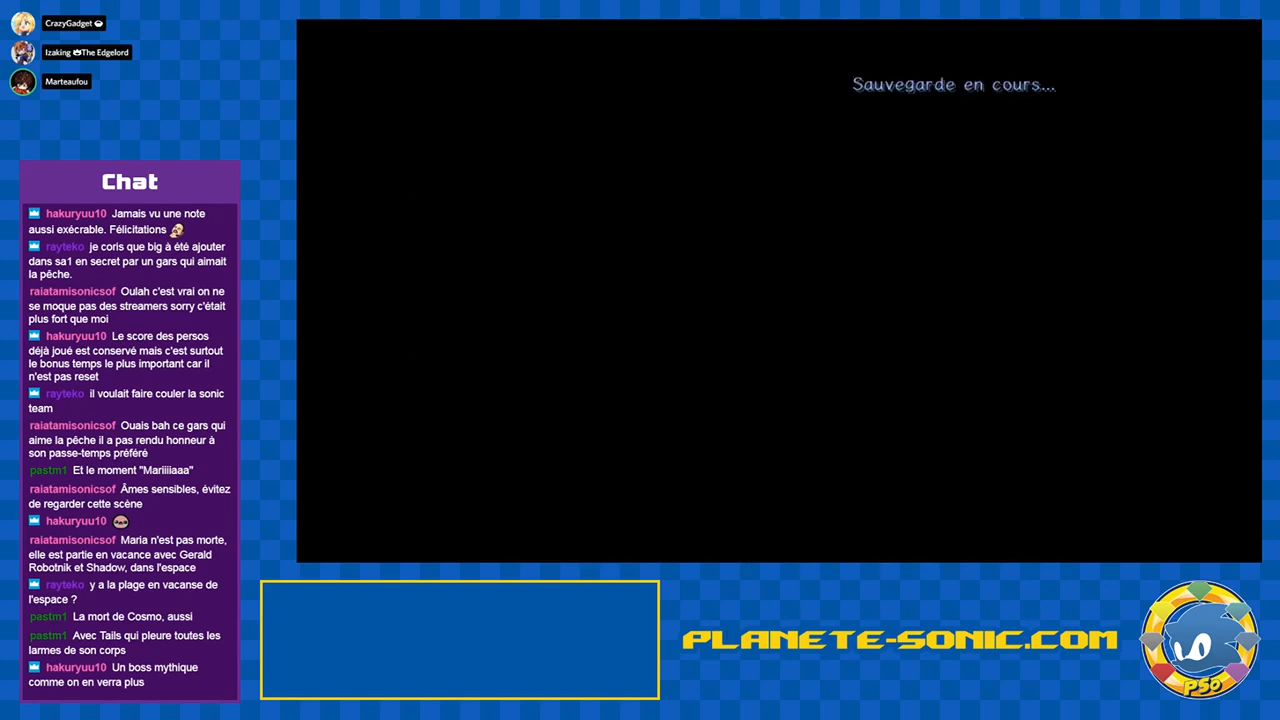 CrazyGadget
Izaking The Edgelord
Marteaufou
Sauvegarde en cours...
Chat
hakuryuu10 Jamais vu une note
aussi exécrable. Félicitations
rayteko je coris que big à été ajouter
dans sa1 en secret par un gars qui aimait
la pêche.
raiatamisonicsof Oulah c'est vrai on ne
se moque pas des streamers sorry c'était
plus fort que moi
hakuryuu10 Le score des persos
déjà joué est conservé mais c'est surtout
le bonus temps le plus important car il
n'est pas reset
rayteko il voulait faire couler la sonic
team
raiatamisonicsof Ouais bah ce gars qui
aime la pêche il a pas rendu honneur à
son passe-temps préféré
pastm1 Et le moment "Mariiiiaaa"
raiatamisonicsof Âmes sensibles, évitez
de regarder cette scène
hakuryuu10
raiatamisonicsof Maria n'est pas morte,
elle est partie en vacance avec Gerald
Robotnik et Shadow, dans l'espace
rayteko y a la plage en vacanse de
l'espace ?
pastm1 La mort de Cosmo, aussi
pastm1 Avec Tails qui pleure toutes les
larmes de son corps
hakuryuu10 Un boss mythique
comme on en verra plus
PLANETE-SONIC.COM
PSO